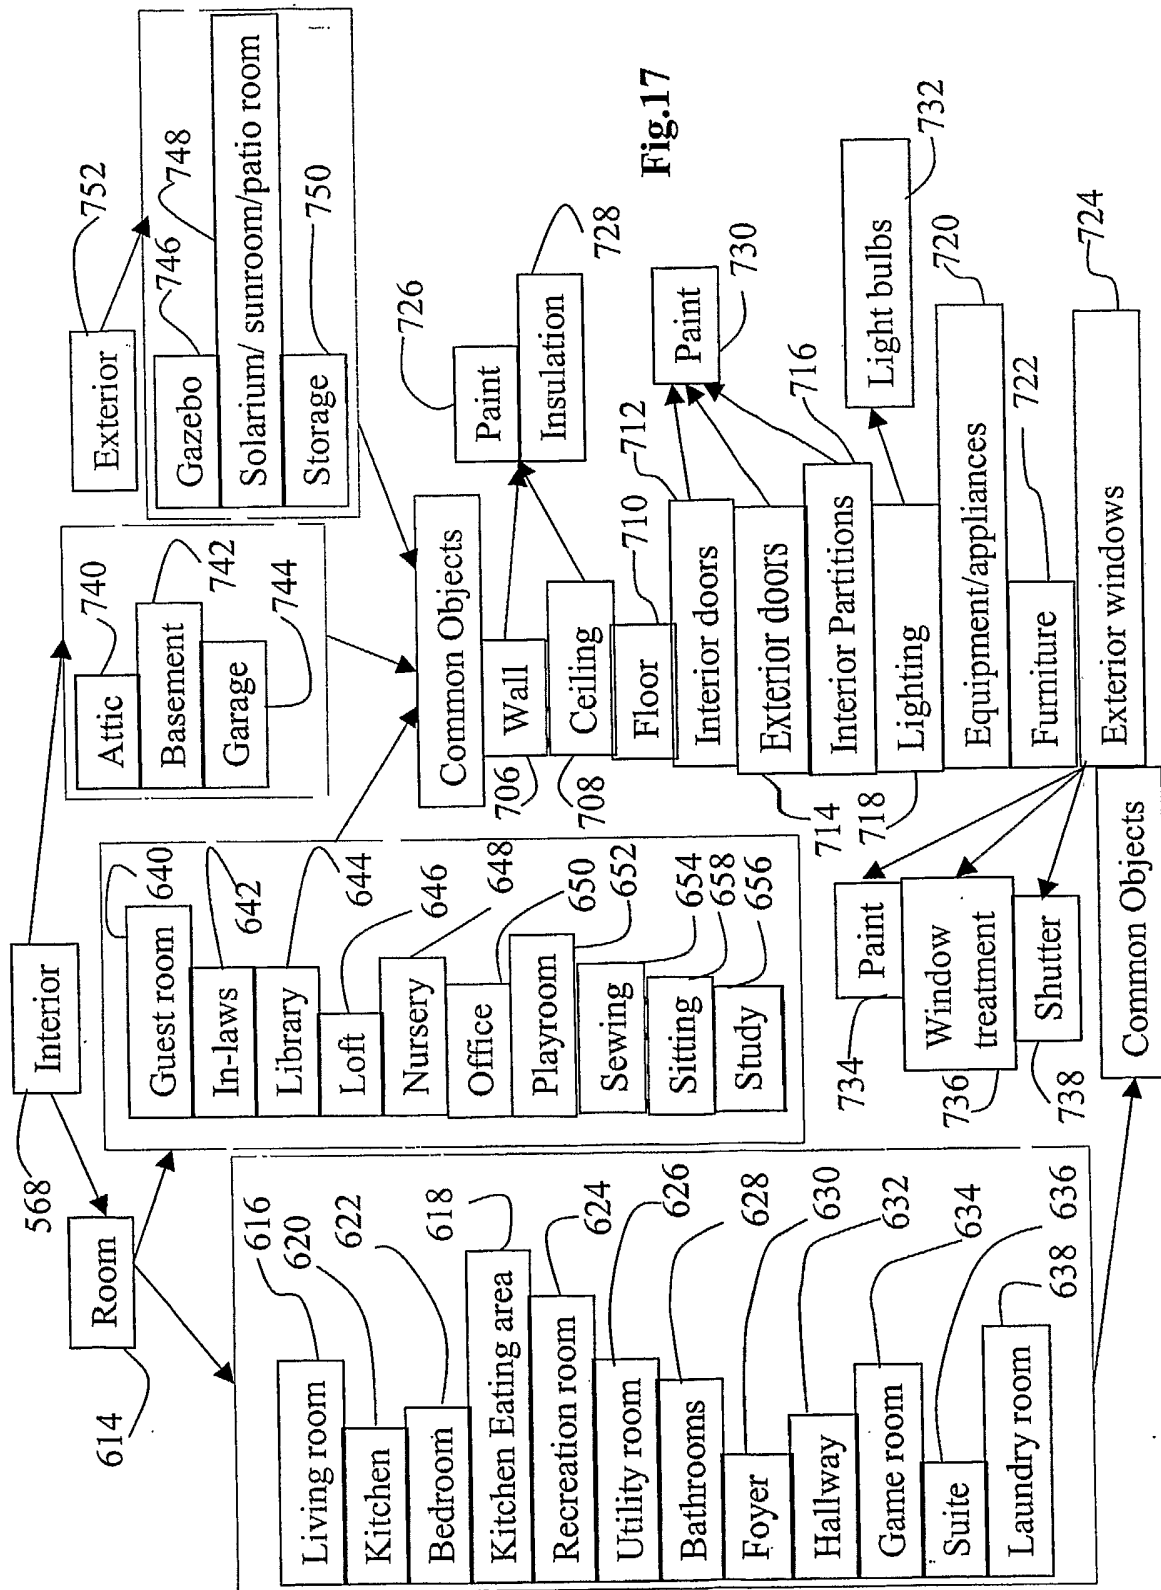 Interior
568
Room
614
Living room
616
Kitchen
620
Bedroom
622
Kitchen Eating area
618
Recreation room
624
Utility room
626
Bathrooms
628
Foyer
630
Hallway
632
Game room
634
Suite
636
Laundry room
638
Guest room
640
In-laws
642
Library
644
Loft
646
Nursery
648
Office
650
Playroom
652
Sewing
654
Sitting
658
Study
656
Attic
740
Basement
742
Garage
744
Exterior
752
Gazebo
746
Solarium/ sunroom/patio room
748
Storage
750
Common Objects
Wall
706
Ceiling
708
Floor
710
Interior doors
712
Exterior doors
714
Interior Partitions
716
Lighting
718
Equipment/appliances
720
Furniture
722
Exterior windows
724
Paint
726
Insulation
728
Paint
730
Light bulbs
732
Paint
734
Window
treatment
736
Shutter
738
Common Objects
Fig.17